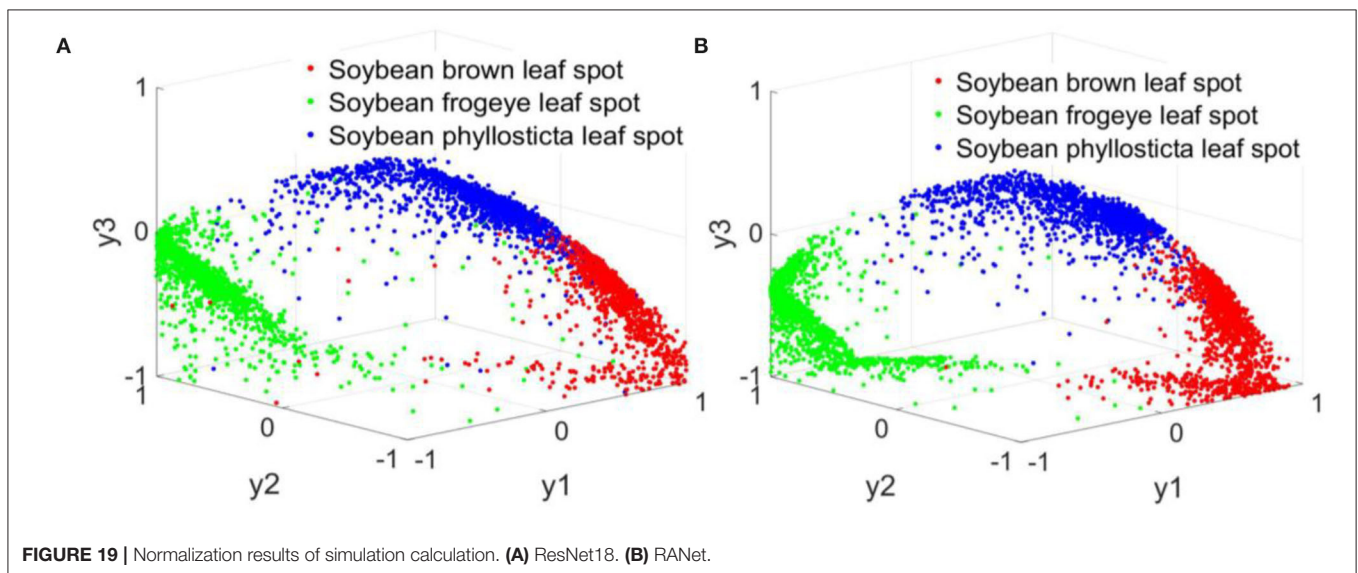 A
Soybean brown leaf spot
Soybean frogeye leaf spot
Soybean phyllosticta leaf spot
1
0
-1
y3
1
0
-1
y2
-1
0
1
y1
B
Soybean brown leaf spot
Soybean frogeye leaf spot
Soybean phyllosticta leaf spot
1
0
-1
y3
1
0
-1
y2
-1
0
1
y1
FIGURE 19 | Normalization results of simulation calculation. (A) ResNet18. (B) RANet.